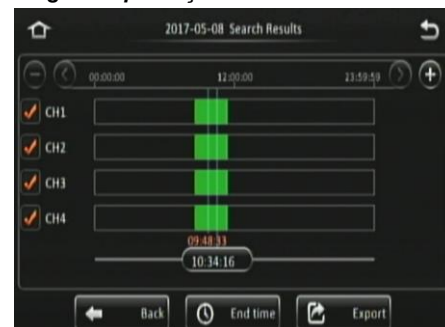 2017-05-08 Search Results
00:00:00 12:00:00 23:59:59
CH1
CH2
CH3
CH4
09:48:33
10:34:16
Back End time Export